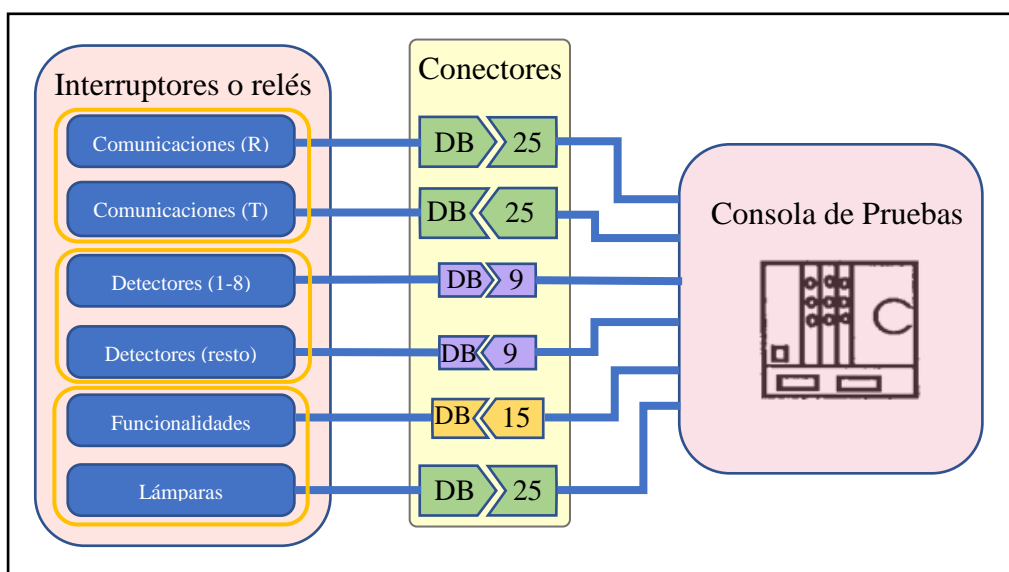 Interruptores o relés
Comunicaciones (R)
Comunicaciones (T)
Detectores (1-8)
Detectores (resto)
Funcionalidades
Lámparas
Conectores
DB 25
DB 25
DB 9
DB 9
DB 15
DB 25
Consola de Pruebas